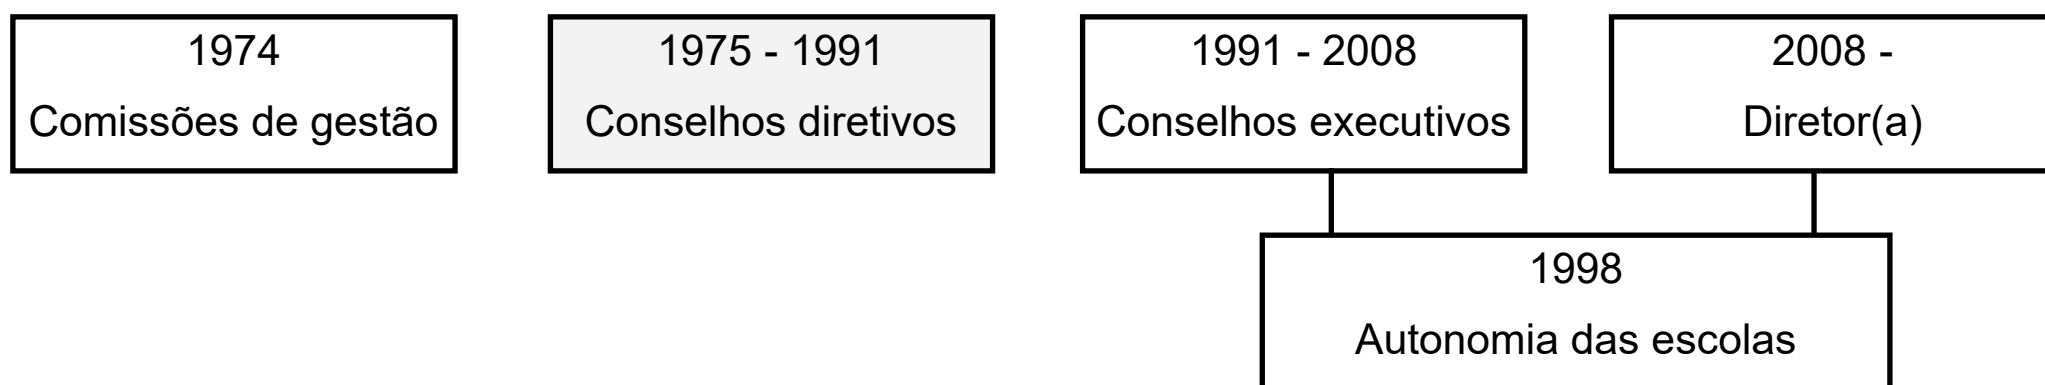 1974
Comissões de gestão
1975 - 1991
Conselhos diretivos
1991 - 2008
Conselhos executivos
2008 -
Diretor(a)
1998
Autonomia das escolas